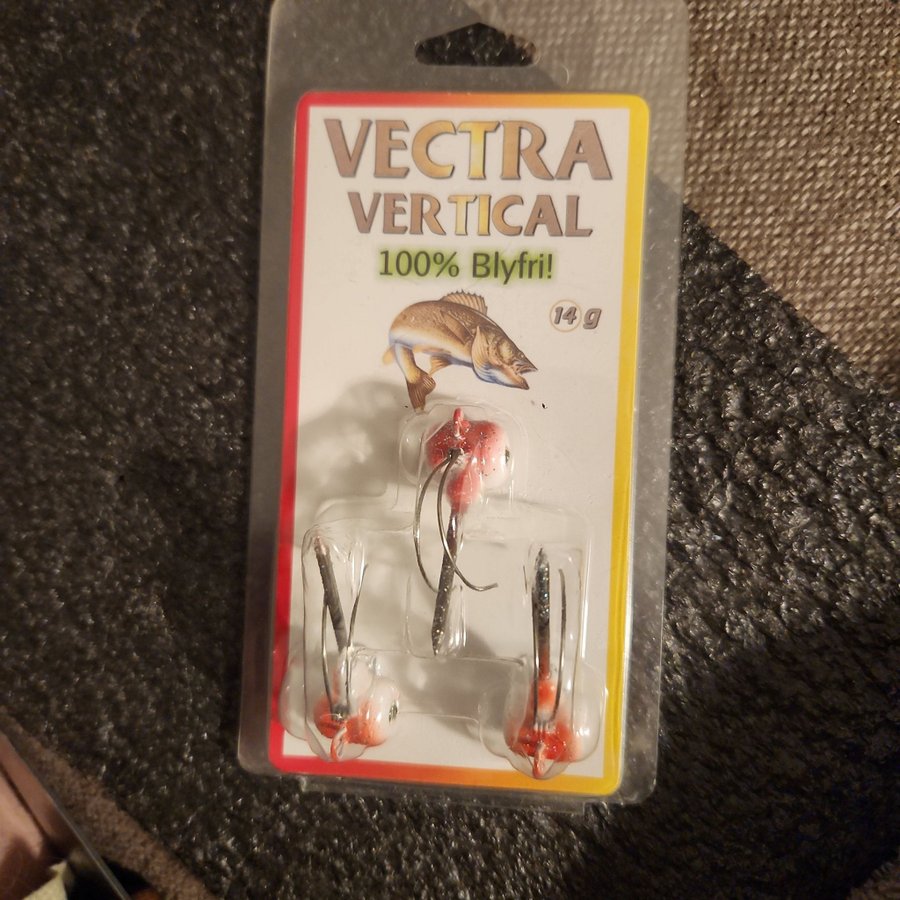 VECTRA
VERTICAL
100% Blyfri!
14 g